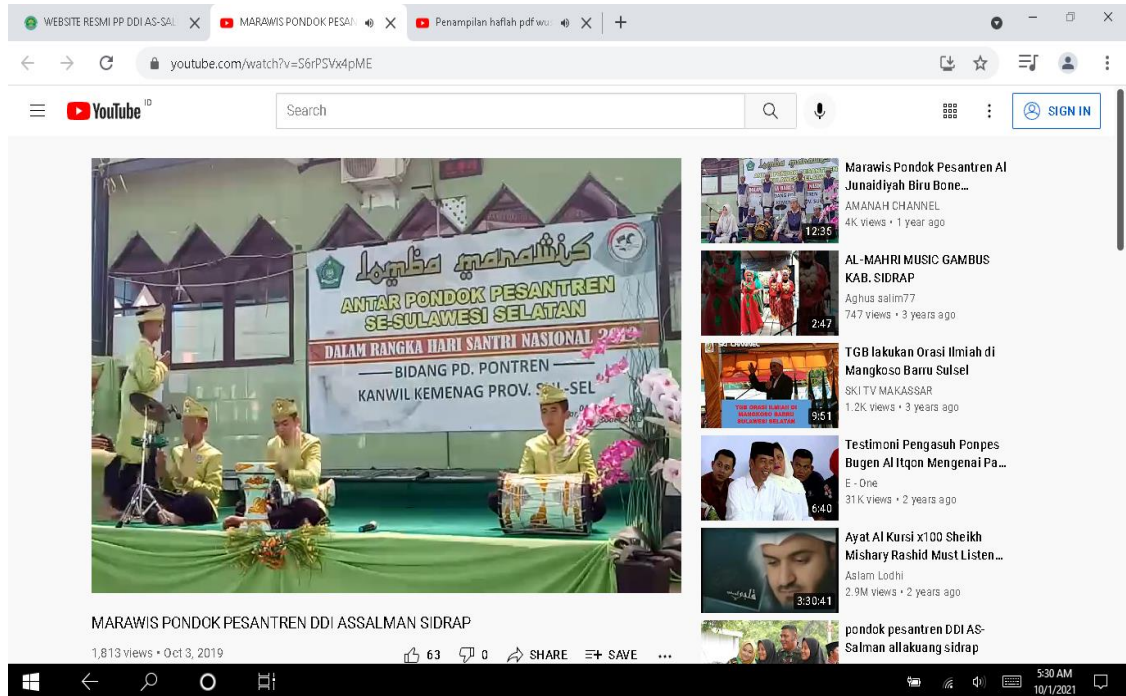 WEBSITE RESMI PP DDI AS-SAL
MARAWIS PONDOK PESAN
Penampilan haflah pdf wu
youtube.com/watch?v=S6rPSVx4pME
YouTube ID
Search
SIGN IN
lomba marawis
ANTAR PONDOK PESANTREN
SE-SULAWESI SELATAN
DALAM RANGKA HARI SANTRI NASIONAL
BIDANG PD. PONTREN
KANWIL KEMENAG PROV. SUL-SEL
MARAWIS PONDOK PESANTREN DDI ASSALMAN SIDRAP
1,813 views • Oct 3, 2019
63 0 SHARE SAVE
12:35
Marawis Pondok Pesantren Al
Junaidiyah Biru Bone...
AMANAH CHANNEL
4K views • 1 year ago
2:47
AL-MAHRI MUSIC GAMBUS
KAB. SIDRAP
Aghus salim77
747 views • 3 years ago
TGB ORASI ILMIAH DI
MANGKOSO BARRU
SULAWESI SELATAN
9:51
TGB lakukan Orasi Ilmiah di
Mangkoso Barru Sulsel
SKI TV MAKASSAR
1.2K views • 3 years ago
6:40
Testimoni Pengasuh Ponpes
Bugen Al Itqon Mengenai Pa...
E - One
31K views • 2 years ago
3:30:41
Ayat Al Kursi x100 Sheikh
Mishary Rashid Must Listen...
Aslam Lodhi
2.9M views • 2 years ago
pondok pesantren DDI AS-
Salman allakuang sidrap
5:30 AM
10/1/2021